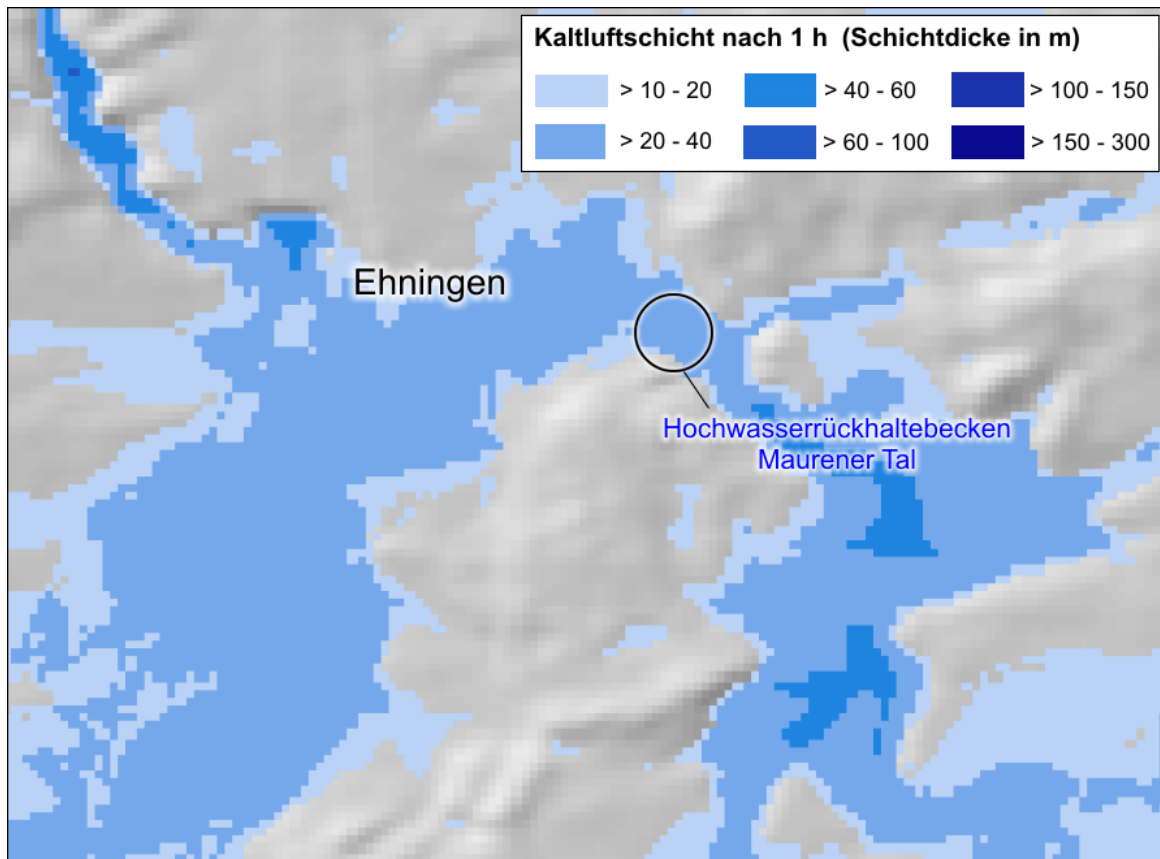 Kaltluftschicht nach 1 h (Schichtdicke in m)
> 10 - 20
> 40 - 60
> 100 - 150
> 20 - 40
> 60 - 100
> 150 - 300
Ehningen
Hochwasserrückhaltebecken
Maurener Tal